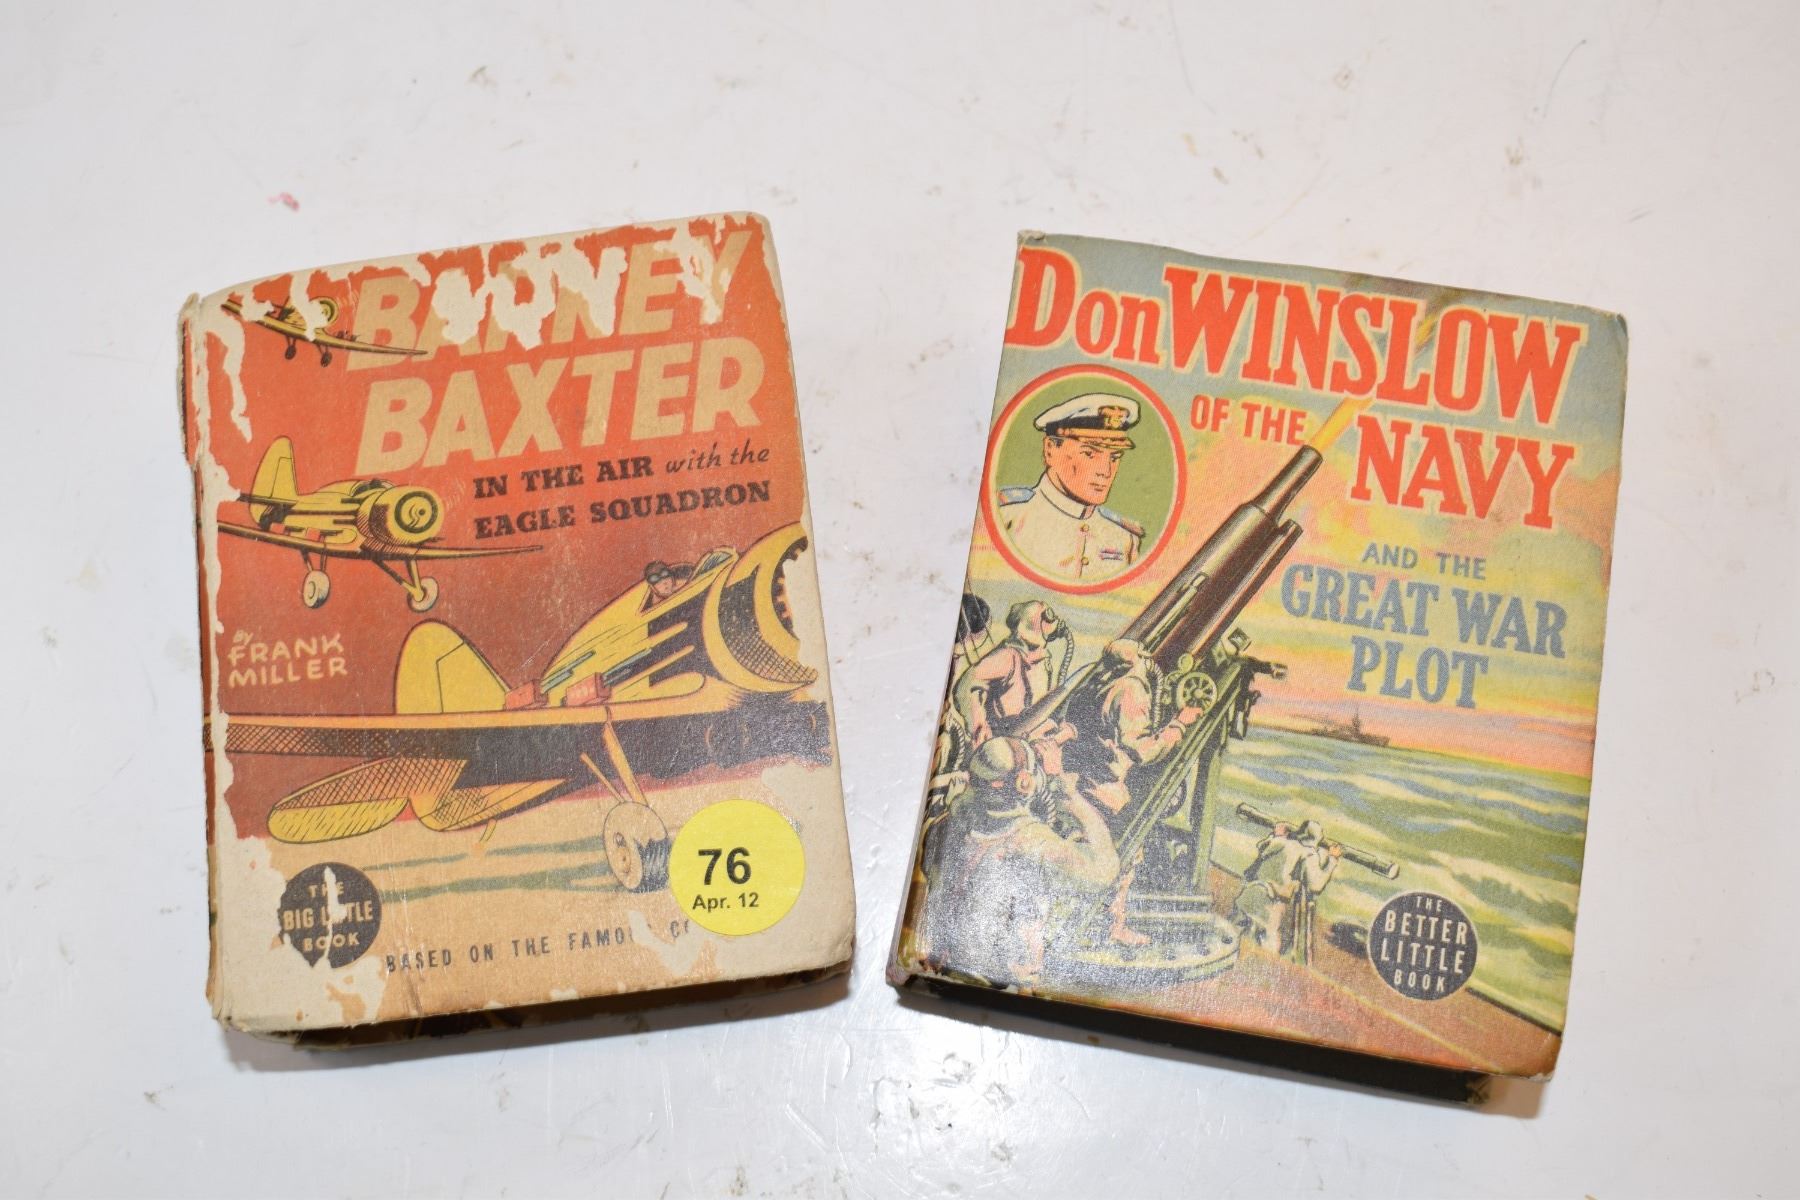 BARNEY
BAXTER
IN THE AIR with the
EAGLE SQUADRON
By
FRANK
MILLER
THE
BIG LITTLE
BOOK
BASED ON THE FAMOUS
76
Apr. 12
Don WINSLOW
OF THE
NAVY
AND THE
GREAT WAR
PLOT
THE
BETTER
LITTLE
BOOK